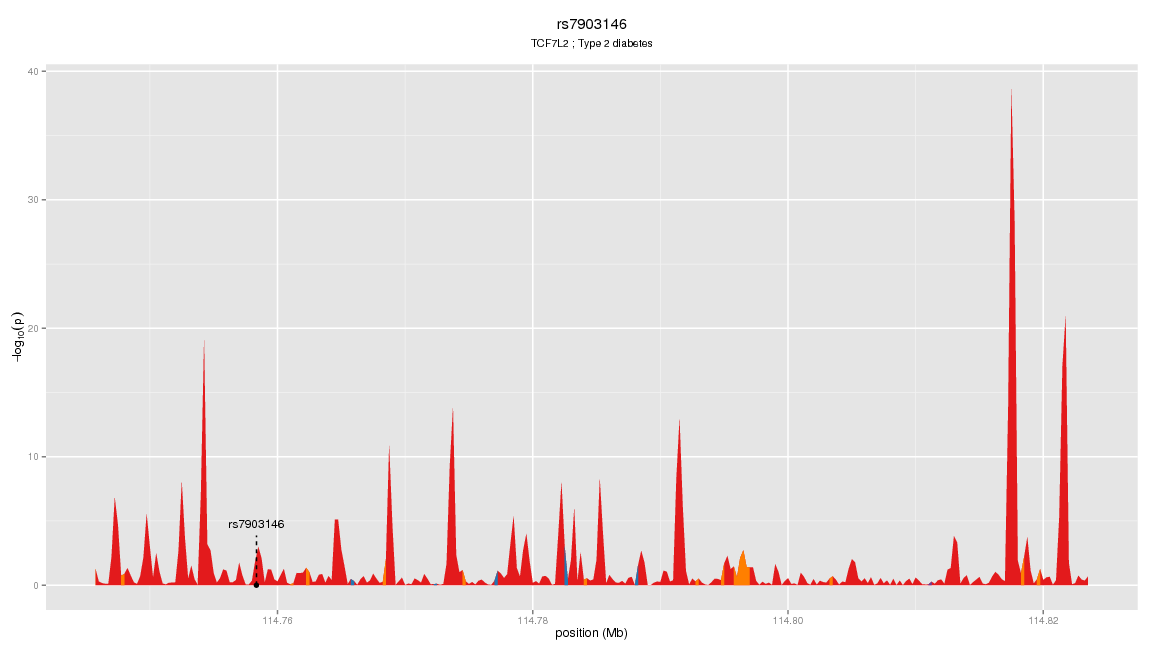 rs7903146
TCF7L2 ; Type 2 diabetes
40
30
20
10
0
−log10(p)
rs7903146
114.76
114.78
114.80
114.82
position (Mb)